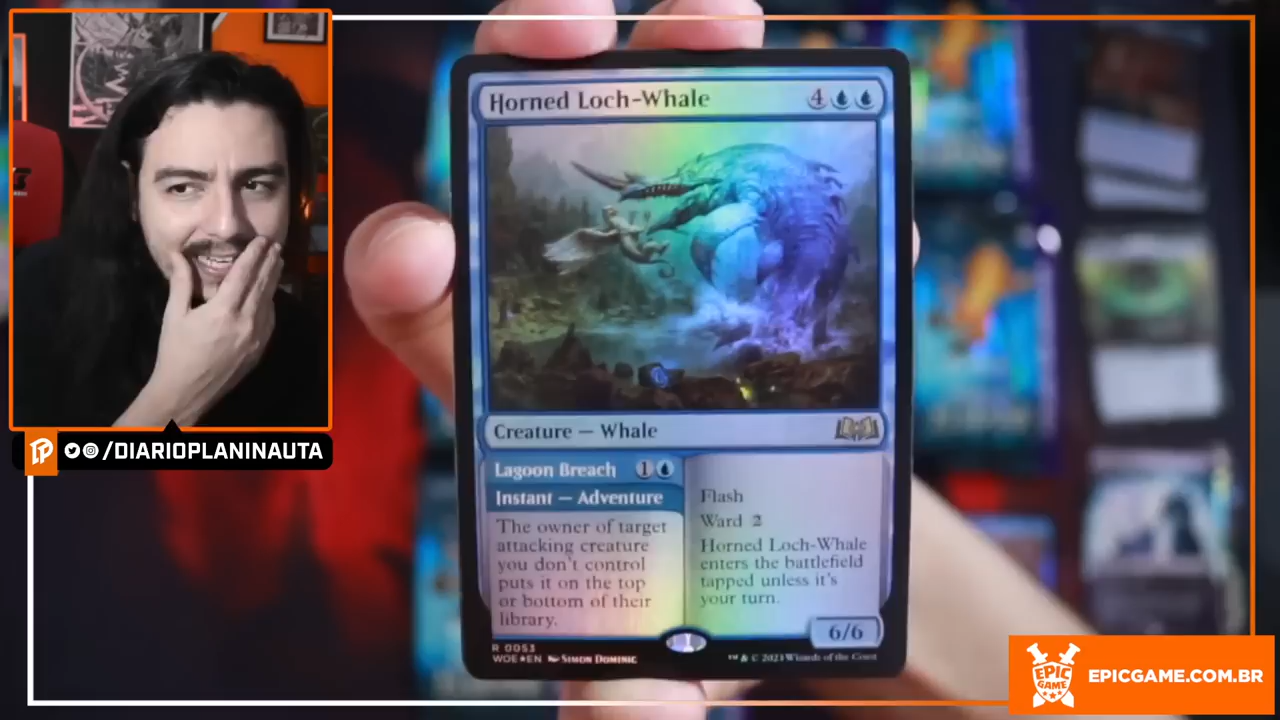 Horned Loch-Whale 4
Creature — Whale
Lagoon Breach 1
Instant — Adventure
The owner of target
attacking creature
you don't control
puts it on the top
or bottom of their
library.
Flash
Ward 2
Horned Loch-Whale
enters the battlefield
tapped unless it's
your turn.
6/6
R 0053
WOE★EN Simon Dominic
™ & © 2023 Wizards of the Coast
/DIARIOPLANINAUTA
EPIC
GAME
EPICGAME.COM.BR